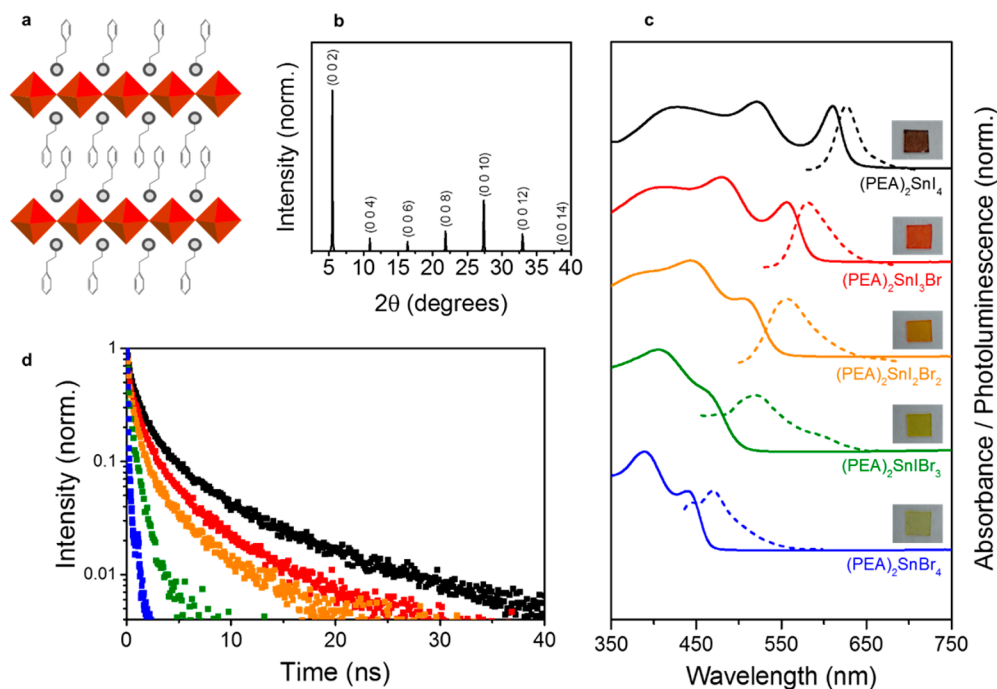 a
b
Intensity (norm.)
(0 0 2)
(0 0 4)
(0 0 6)
(0 0 8)
(0 0 10)
(0 0 12)
(0 0 14)
5 10 15 20 25 30 35 40
2θ (degrees)
c
(PEA)₂SnI₄
(PEA)₂SnI₃Br
(PEA)₂SnI₂Br₂
(PEA)₂SnIBr₃
(PEA)₂SnBr₄
350 450 550 650 750
Wavelength (nm)
Absorbance / Photoluminescence (norm.)
d
Intensity (norm.)
1
0.1
0.01
0 10 20 30 40
Time (ns)